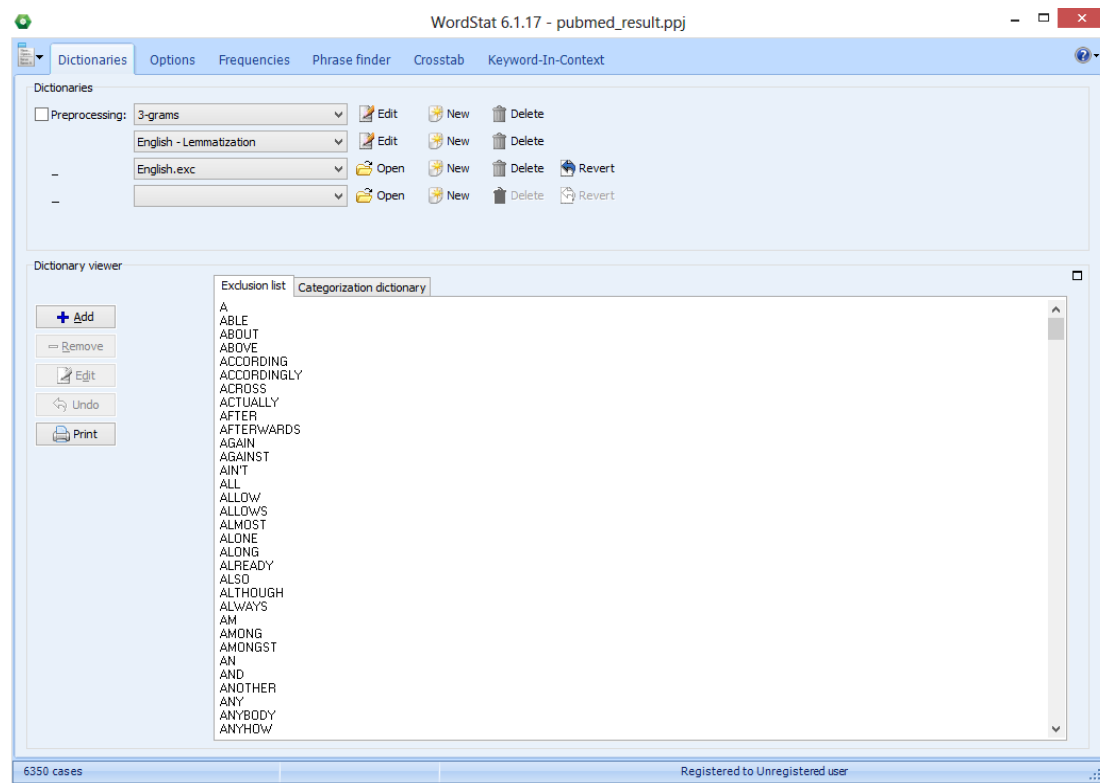 WordStat 6.1.17 - pubmed_result.ppj
Dictionaries Options Frequencies Phrase finder Crosstab Keyword-In-Context
Dictionaries
Preprocessing: 3-grams Edit New Delete
English - Lemmatization Edit New Delete
English.exc Open New Delete Revert
Open New Delete Revert
Dictionary viewer
Exclusion list Categorization dictionary
Add
Remove
Edit
Undo
Print
A
ABLE
ABOUT
ABOVE
ACCORDING
ACCORDINGLY
ACROSS
ACTUALLY
AFTER
AFTERWARDS
AGAIN
AGAINST
AIN'T
ALL
ALLOW
ALLOWS
ALMOST
ALONE
ALONG
ALREADY
ALSO
ALTHOUGH
ALWAYS
AM
AMONG
AMONGST
AN
AND
ANOTHER
ANY
ANYBODY
ANYHOW
6350 cases Registered to Unregistered user